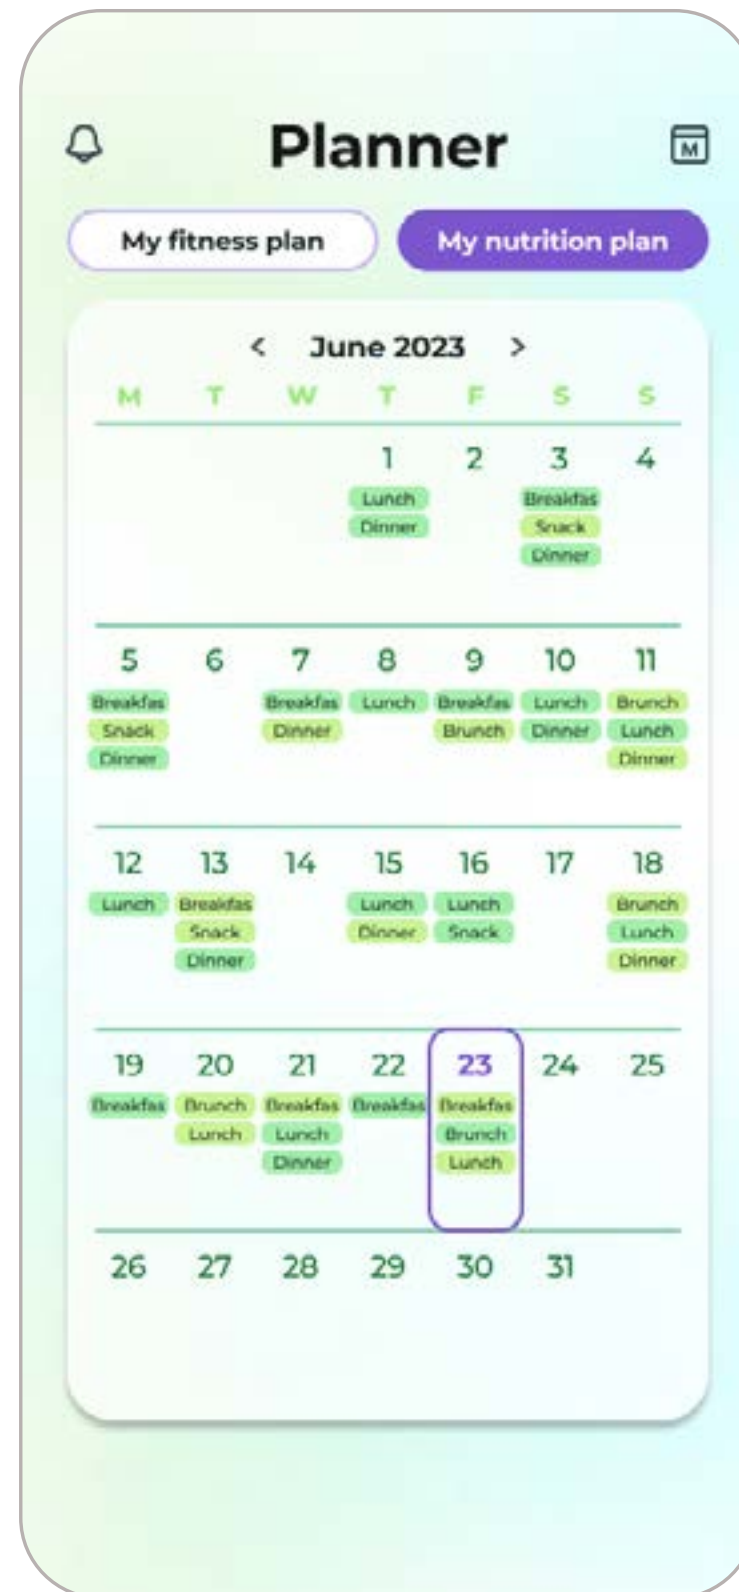 Planner
M
My fitness plan My nutrition plan
< June 2023 >
M T W T F S S
1 2 3 4
Lunch Breakfas
Dinner Snack
Dinner
5 6 7 8 9 10 11
Breakfas Breakfas Lunch Breakfas Lunch Brunch
Snack Dinner Brunch Dinner Lunch
Dinner Dinner
12 13 14 15 16 17 18
Lunch Breakfas Lunch Lunch Brunch
Snack Dinner Snack Lunch
Dinner Dinner
19 20 21 22 23 24 25
Breakfas Brunch Breakfas Breakfas Breakfas
Lunch Lunch Brunch
Dinner Lunch
26 27 28 29 30 31